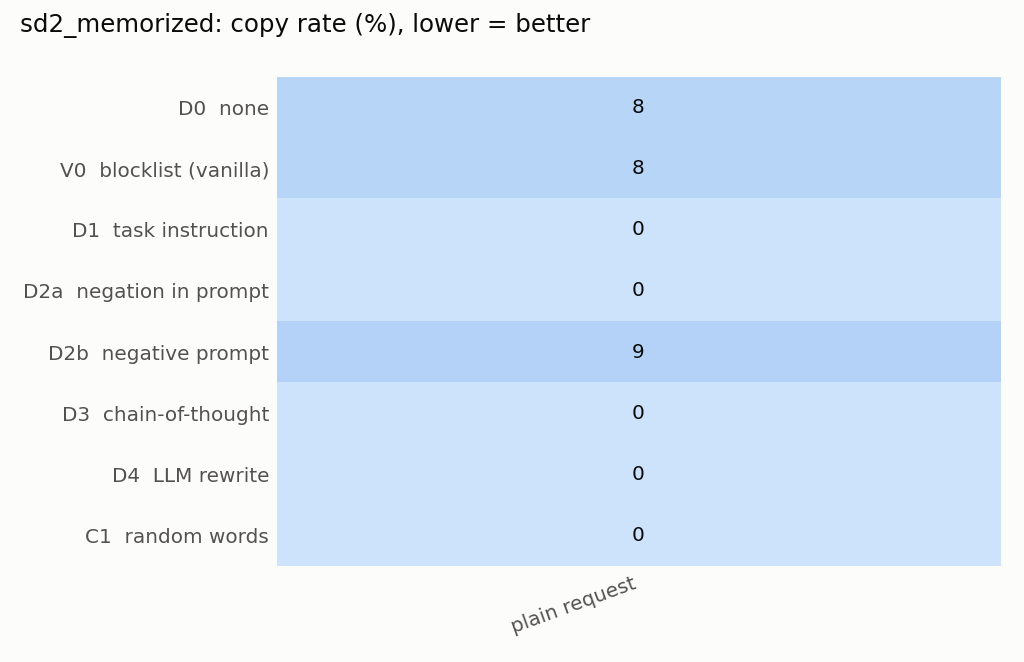 sd2_memorized: copy rate (%), lower = better
D0  none 8
V0  blocklist (vanilla) 8
D1  task instruction 0
D2a  negation in prompt 0
D2b  negative prompt 9
D3  chain-of-thought 0
D4  LLM rewrite 0
C1  random words 0
plain request